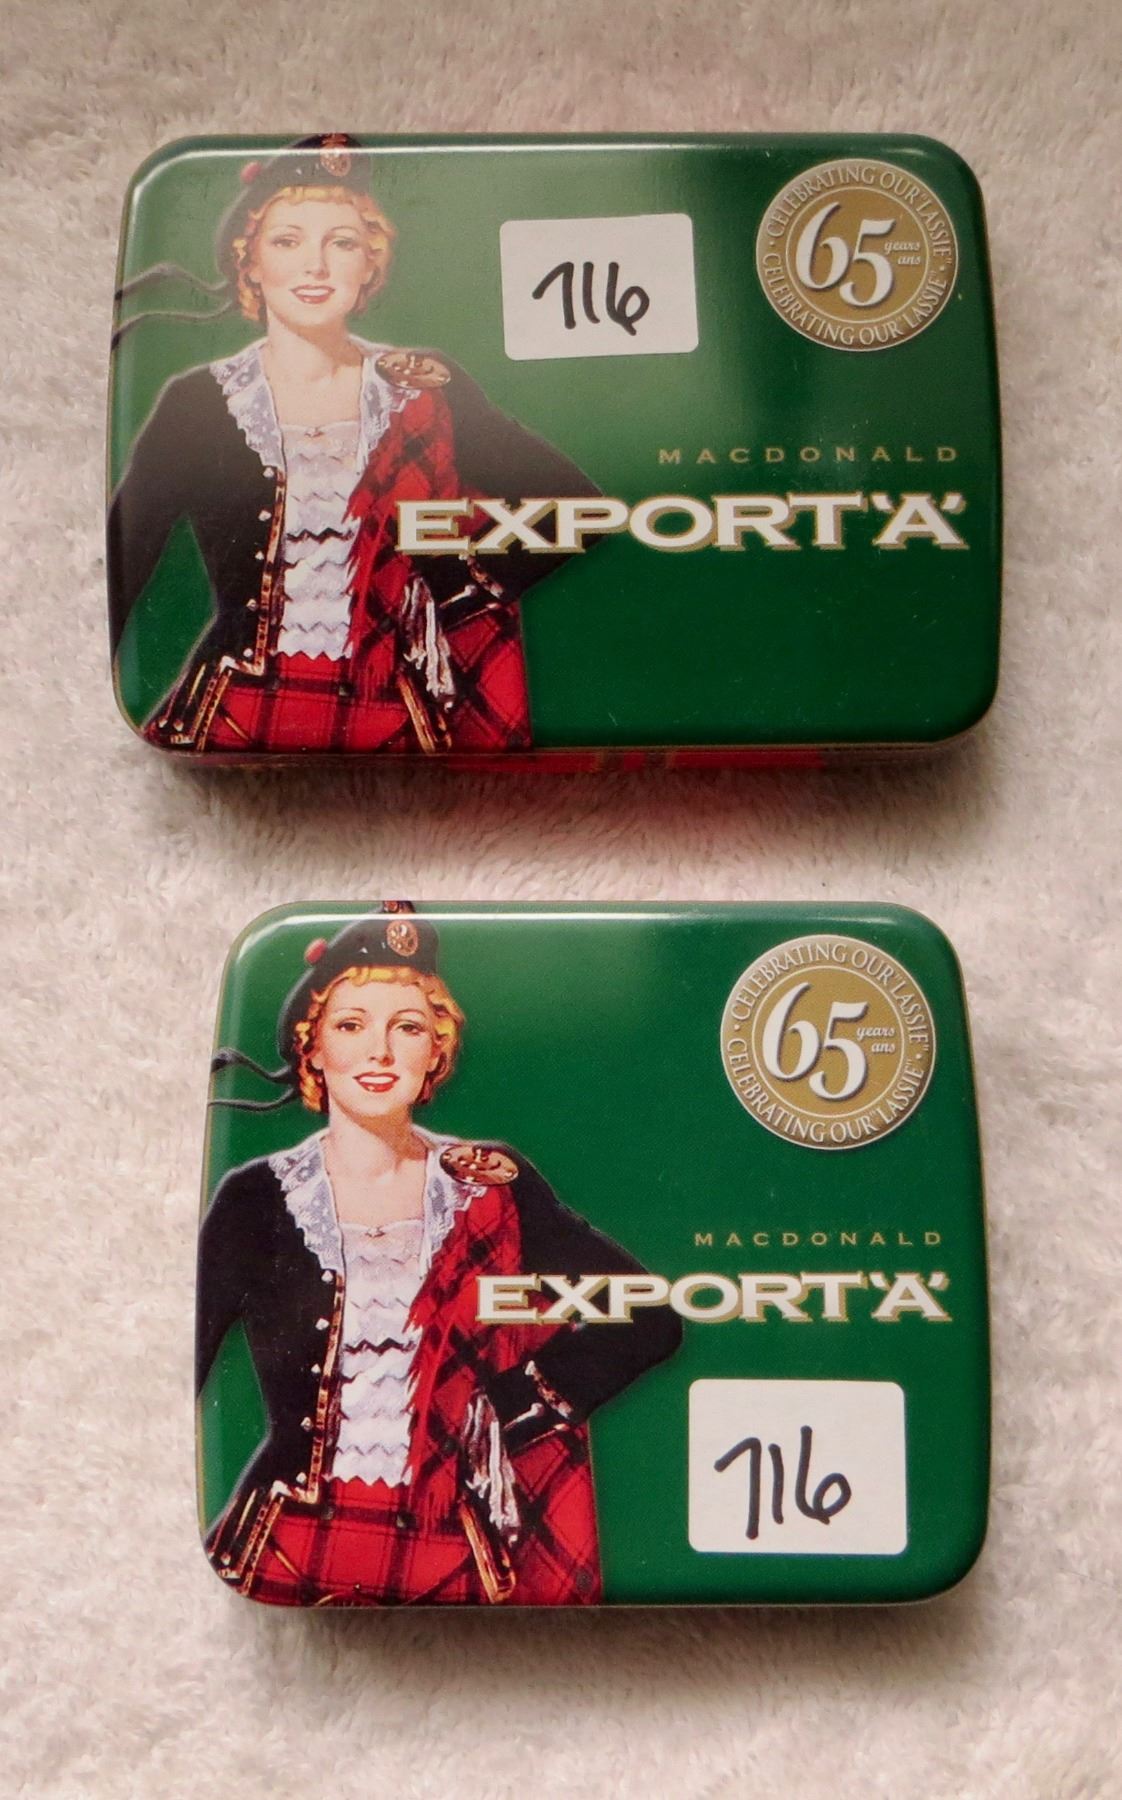 · CELEBRATING OUR "LASSIE" ·
65
years
ans
CELEBRATING OUR "LASSIE"
716
MACDONALD
EXPORT 'A'
· CELEBRATING OUR "LASSIE" ·
65
years
ans
CELEBRATING OUR "LASSIE"
MACDONALD
EXPORT 'A'
716